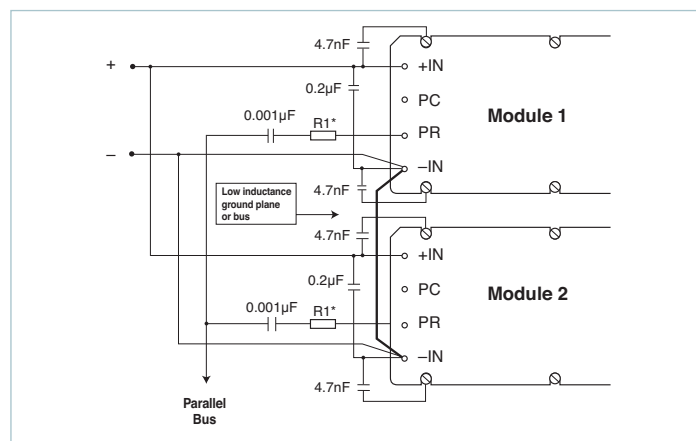 4.7nF
+
+IN
0.2µF
PC
Module 1
0.001µF
R1*
PR
–
–IN
4.7nF
Low inductance
ground plane
or bus
4.7nF
+IN
0.2µF
PC
Module 2
0.001µF
R1*
PR
–IN
4.7nF
Parallel
Bus